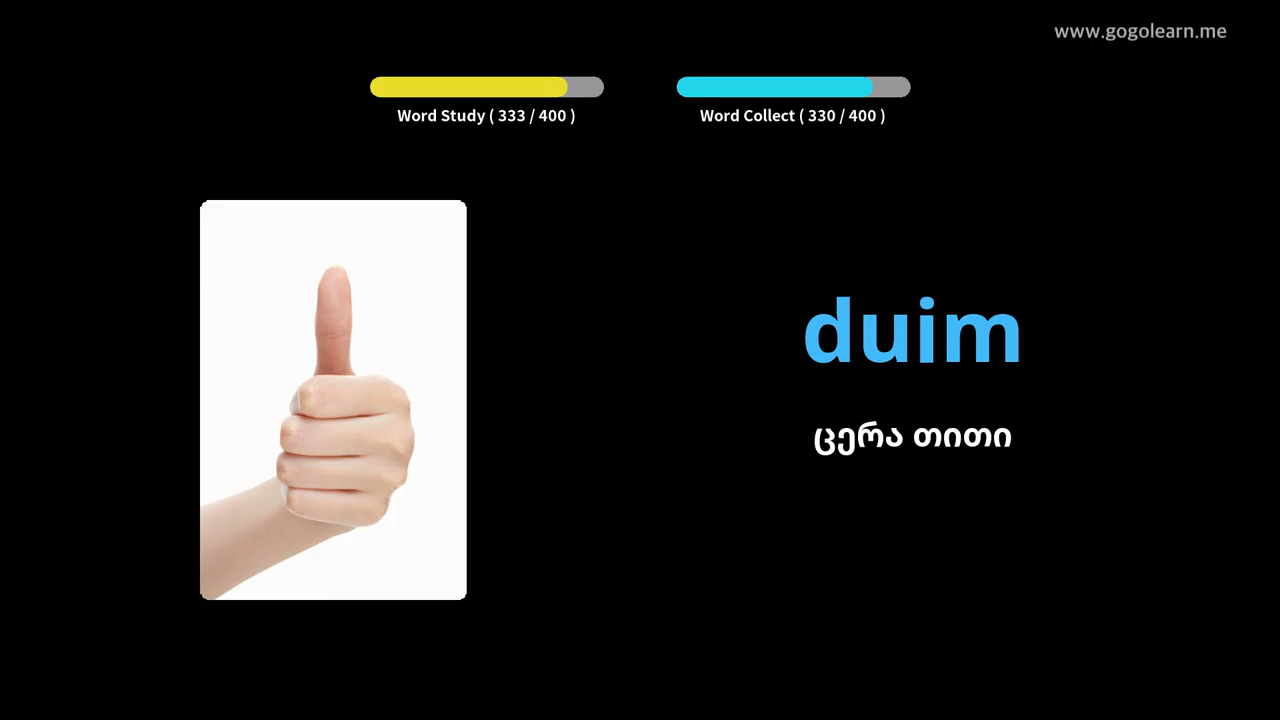 www.gogolearn.me
Word Study ( 333 / 400 )
Word Collect ( 330 / 400 )
duim
ცერა თითი